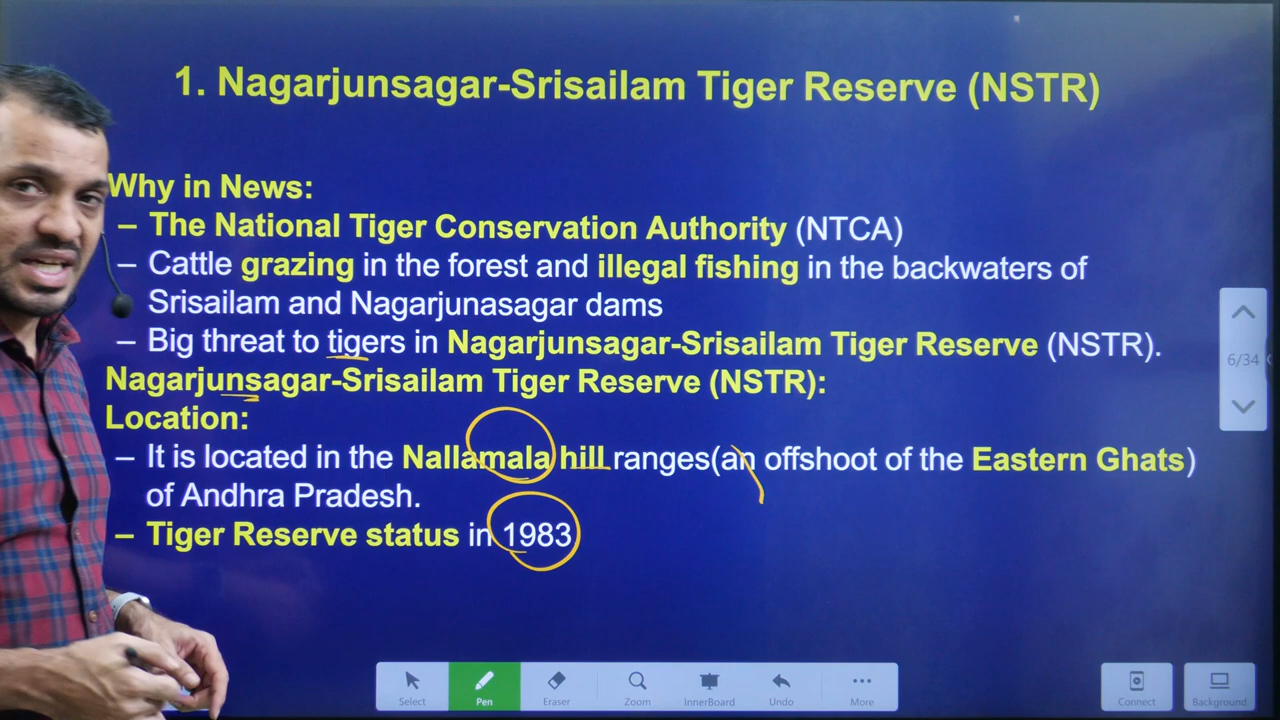 1. Nagarjunsagar-Srisailam Tiger Reserve (NSTR)
Why in News:
– The National Tiger Conservation Authority (NTCA)
– Cattle grazing in the forest and illegal fishing in the backwaters of
Srisailam and Nagarjunasagar dams
– Big threat to tigers in Nagarjunsagar-Srisailam Tiger Reserve (NSTR).
Nagarjunsagar-Srisailam Tiger Reserve (NSTR):
Location:
– It is located in the Nallamala hill ranges(an offshoot of the Eastern Ghats)
of Andhra Pradesh.
– Tiger Reserve status in 1983
6/34
Select Pen Eraser Zoom InnerBoard Undo More Connect Background